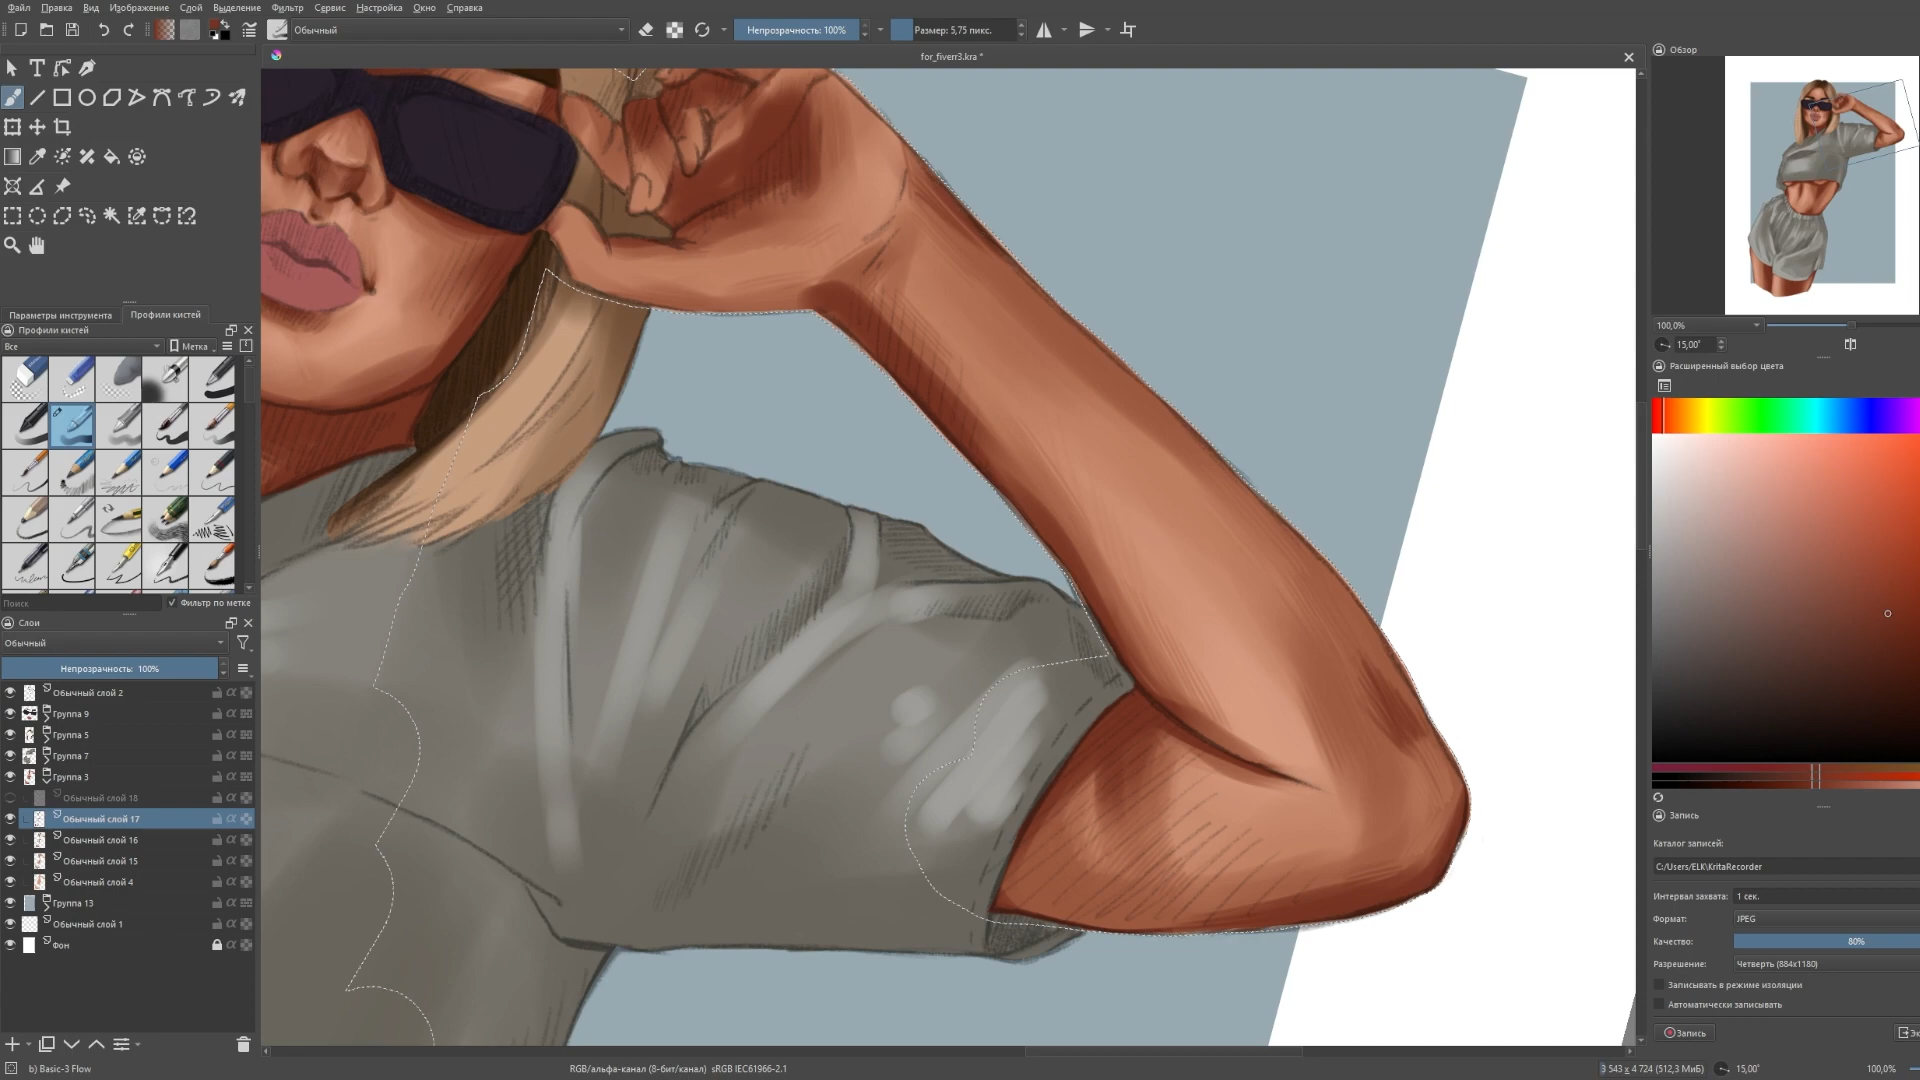 Файл Правка Вид Изображение Слой Выделение Фильтр Сервис Настройка Окно Справка
Обычный
Непрозрачность: 100%
Размер: 5,75 пикс.
for_fiverr3.kra *
Обзор
100,0%
15,00°
Параметры инструмента
Профили кистей
Профили кистей
Все
Метка
Поиск
Фильтр по метке
Слои
Обычный
Непрозрачность: 100%
Обычный слой 2
Группа 9
Группа 5
Группа 7
Группа 3
Обычный слой 18
Обычный слой 17
Обычный слой 16
Обычный слой 15
Обычный слой 4
Группа 13
Обычный слой 1
Фон
Расширенный выбор цвета
Запись
Каталог записей:
C:/Users/ELK\KritaRecorder
Интервал захвата: 1 сек.
Формат: JPEG
Качество: 80%
Разрешение: Четверть (884x1180)
Записывать в режиме изоляции
Автоматически записывать
Запись
Эк
b) Basic-3 Flow
RGB/альфа-канал (8-бит/канал) sRGB IEC61966-2.1
3 543 x 4 724 (512,3 МиБ)
15,00°
100,0%